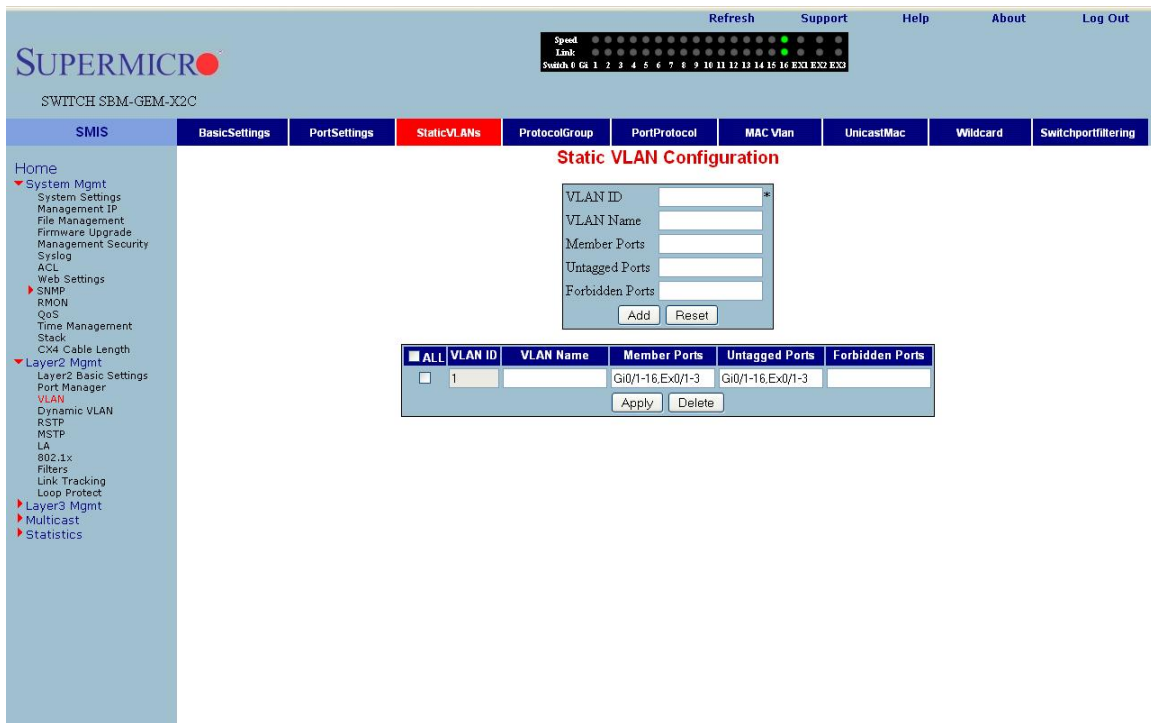 Refresh Support Help About Log Out
Speed
Link
Switch 0 Gi 1 2 3 4 5 6 7 8 9 10 11 12 13 14 15 16 EX1 EX2 EX3
SUPERMICRO
SWITCH SBM-GEM-X2C
SMIS BasicSettings PortSettings StaticVLANs ProtocolGroup PortProtocol MAC Vlan UnicastMac Wildcard Switchportfiltering
Home
System Mgmt
System Settings
Management IP
File Management
Firmware Upgrade
Management Security
Syslog
ACL
Web Settings
SNMP
RMON
QoS
Time Management
Stack
CX4 Cable Length
Layer2 Mgmt
Layer2 Basic Settings
Port Manager
VLAN
Dynamic VLAN
RSTP
MSTP
LA
802.1x
Filters
Link Tracking
Loop Protect
Layer3 Mgmt
Multicast
Statistics
Static VLAN Configuration
VLAN ID *
VLAN Name
Member Ports
Untagged Ports
Forbidden Ports
Add Reset
ALL VLAN ID VLAN Name Member Ports Untagged Ports Forbidden Ports
1 Gi0/1-16,Ex0/1-3 Gi0/1-16,Ex0/1-3
Apply Delete